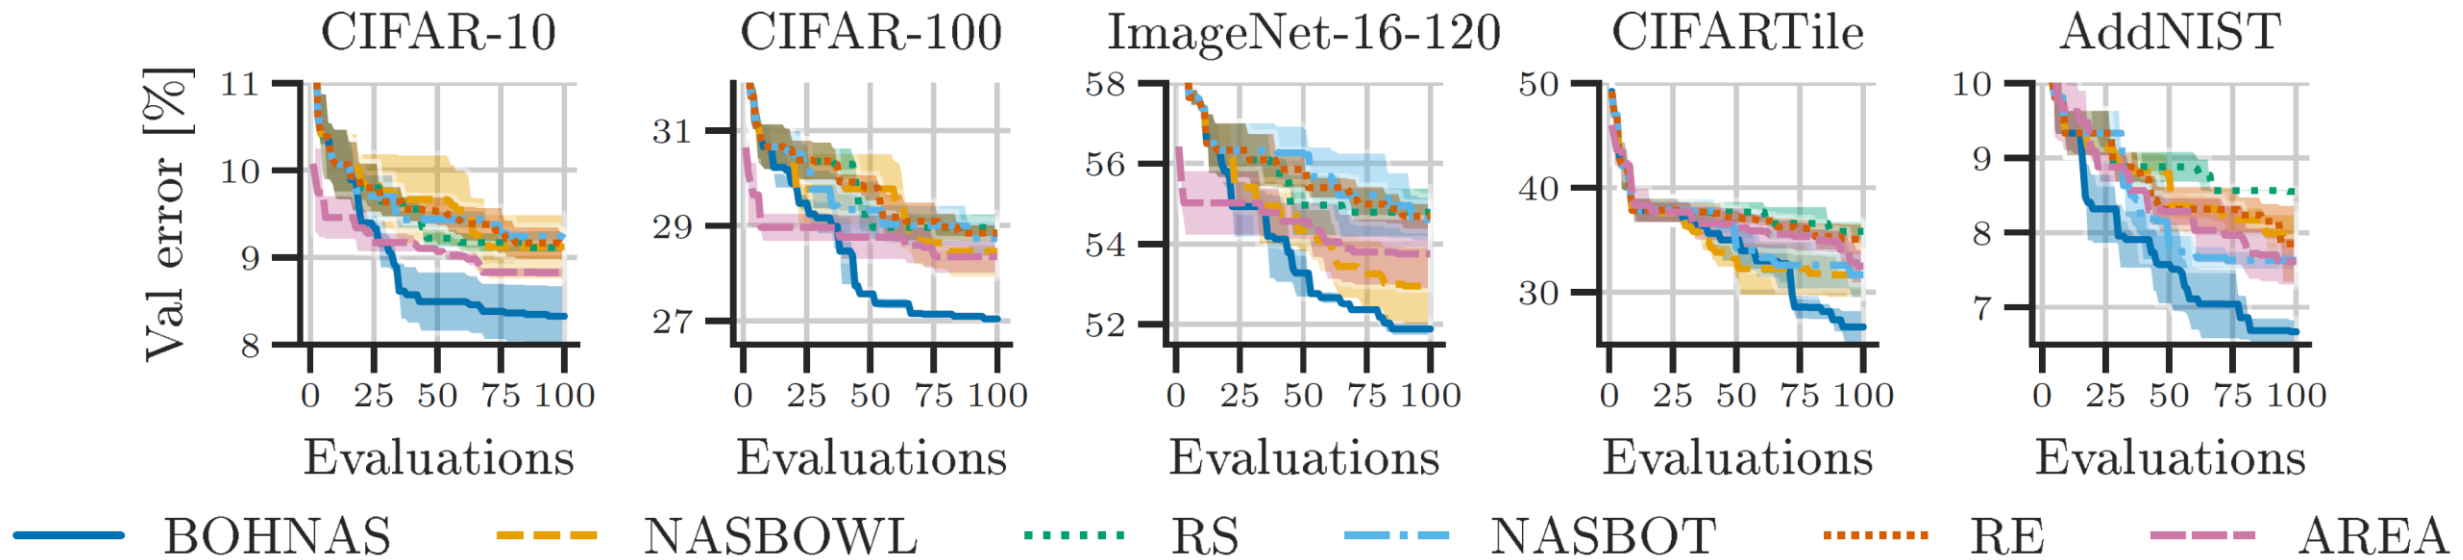 CIFAR-10 CIFAR-100 ImageNet-16-120 CIFARTile AddNIST
Val error [%]
11 10 9 8
0 25 50 75 100
Evaluations
31 29 27
0 25 50 75 100
Evaluations
58 56 54 52
0 25 50 75 100
Evaluations
50 40 30
0 25 50 75 100
Evaluations
10 9 8 7
0 25 50 75 100
Evaluations
BOHNAS NASBOWL RS NASBOT RE AREA